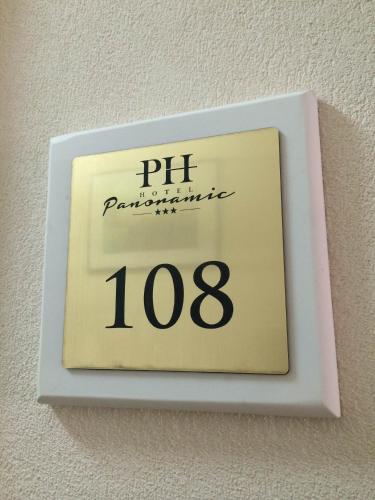 PH
HOTEL
Panoramic
★★★
108